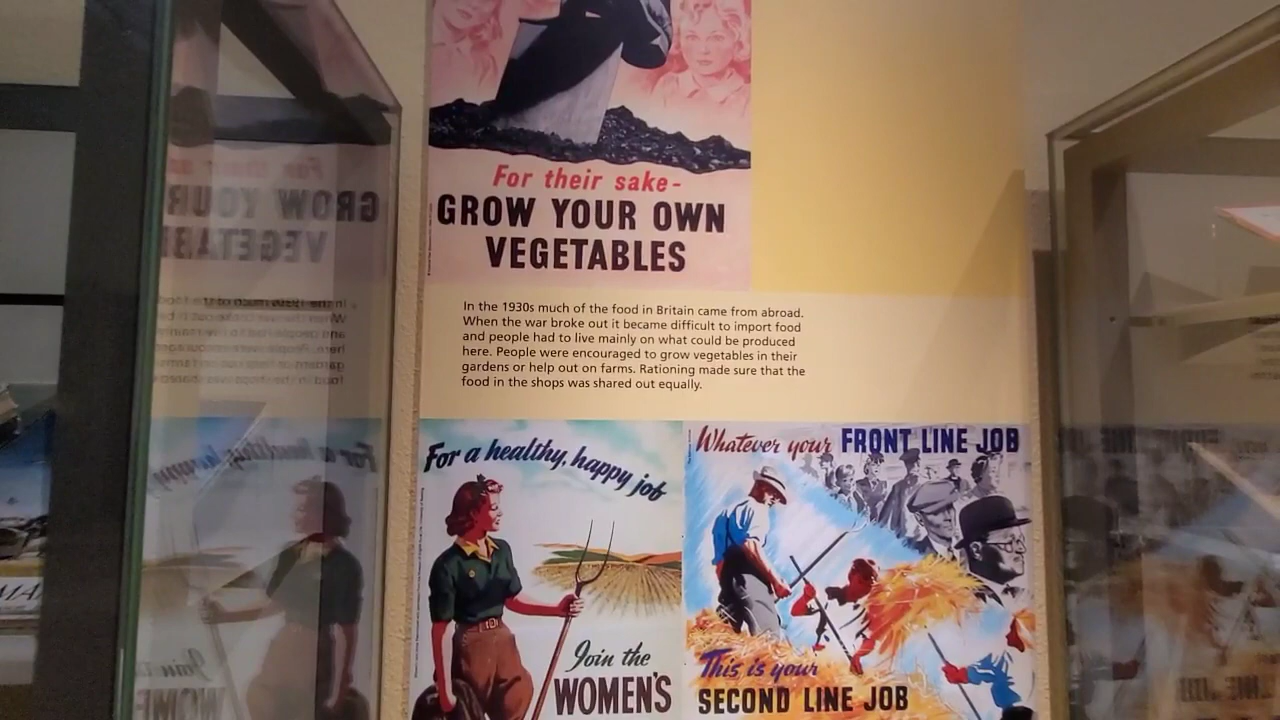 For their sake-
GROW YOUR OWN
VEGETABLES
In the 1930s much of the food in Britain came from abroad.
When the war broke out it became difficult to import food
and people had to live mainly on what could be produced
here. People were encouraged to grow vegetables in their
gardens or help out on farms. Rationing made sure that the
food in the shops was shared out equally.
For a healthy, happy job
Join the
WOMEN'S
Whatever your FRONT LINE JOB
This is your
SECOND LINE JOB